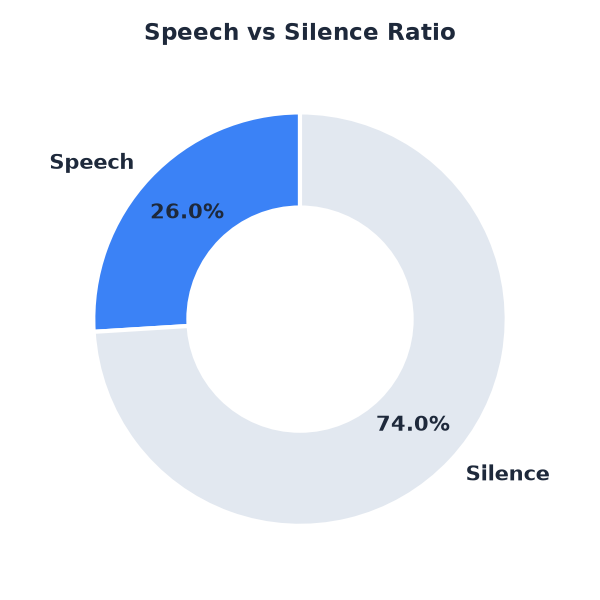 Speech vs Silence Ratio
Speech
26.0%
74.0%
Silence